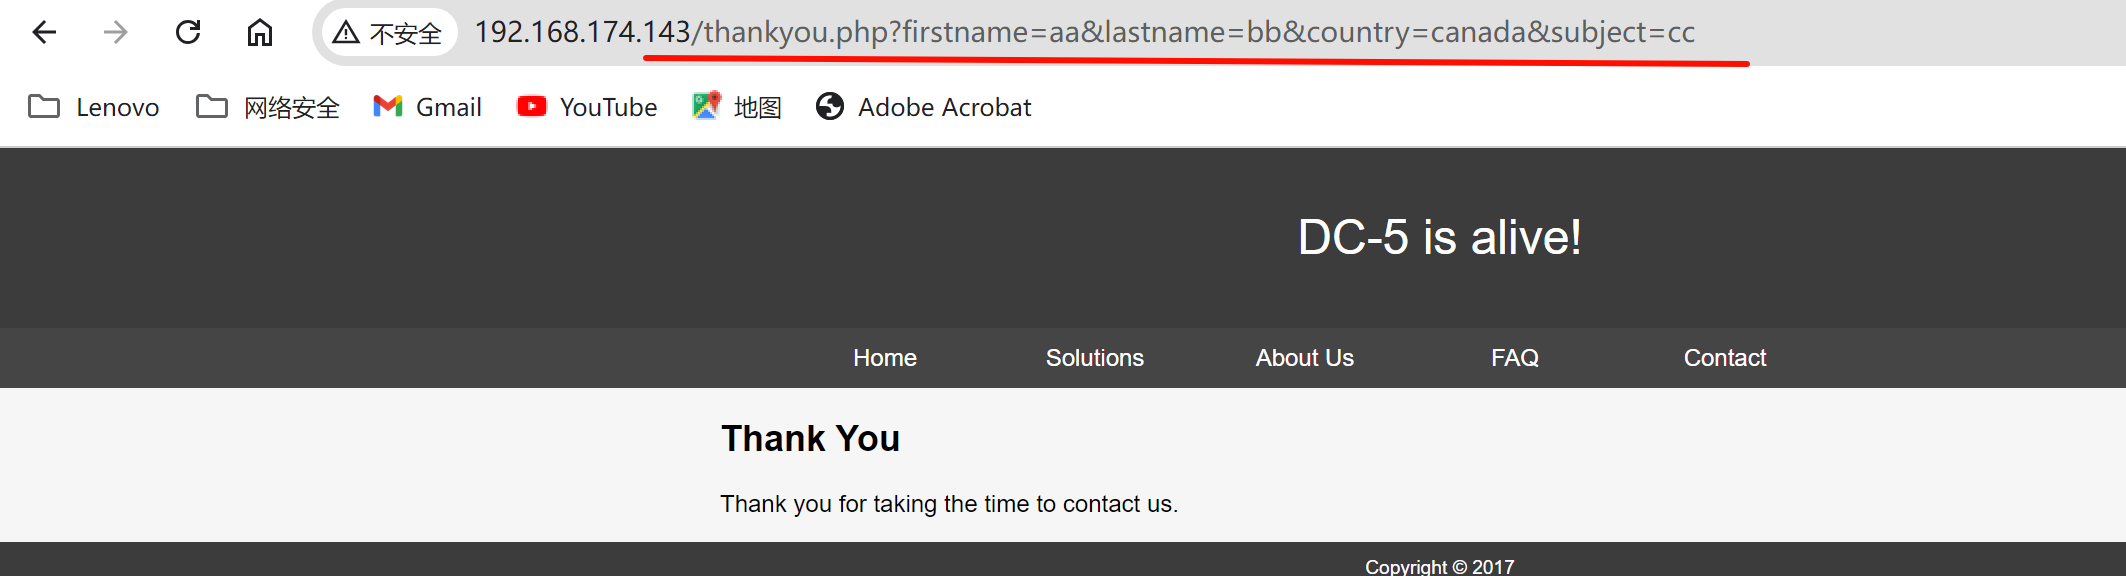 不安全 192.168.174.143/thankyou.php?firstname=aa&lastname=bb&country=canada&subject=cc
Lenovo 网络安全 Gmail YouTube 地图 Adobe Acrobat
DC-5 is alive!
Home Solutions About Us FAQ Contact
Thank You
Thank you for taking the time to contact us.
Copyright © 2017